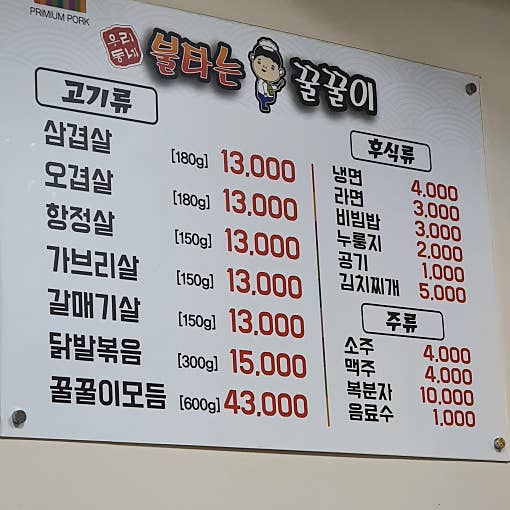 PRIMIUM PORK
우리동네 불타는 꿀꿀이
고기류
삼겹살 [180g] 13,000
오겹살 [180g] 13,000
항정살 [150g] 13,000
가브리살 [150g] 13,000
갈매기살 [150g] 13,000
닭발볶음 [300g] 15,000
꿀꿀이모듬 [600g] 43,000
후식류
냉면 4,000
라면 3,000
비빔밥 3,000
누룽지 2,000
공기 1,000
김치찌개 5,000
주류
소주 4,000
맥주 4,000
복분자 10,000
음료수 1,000